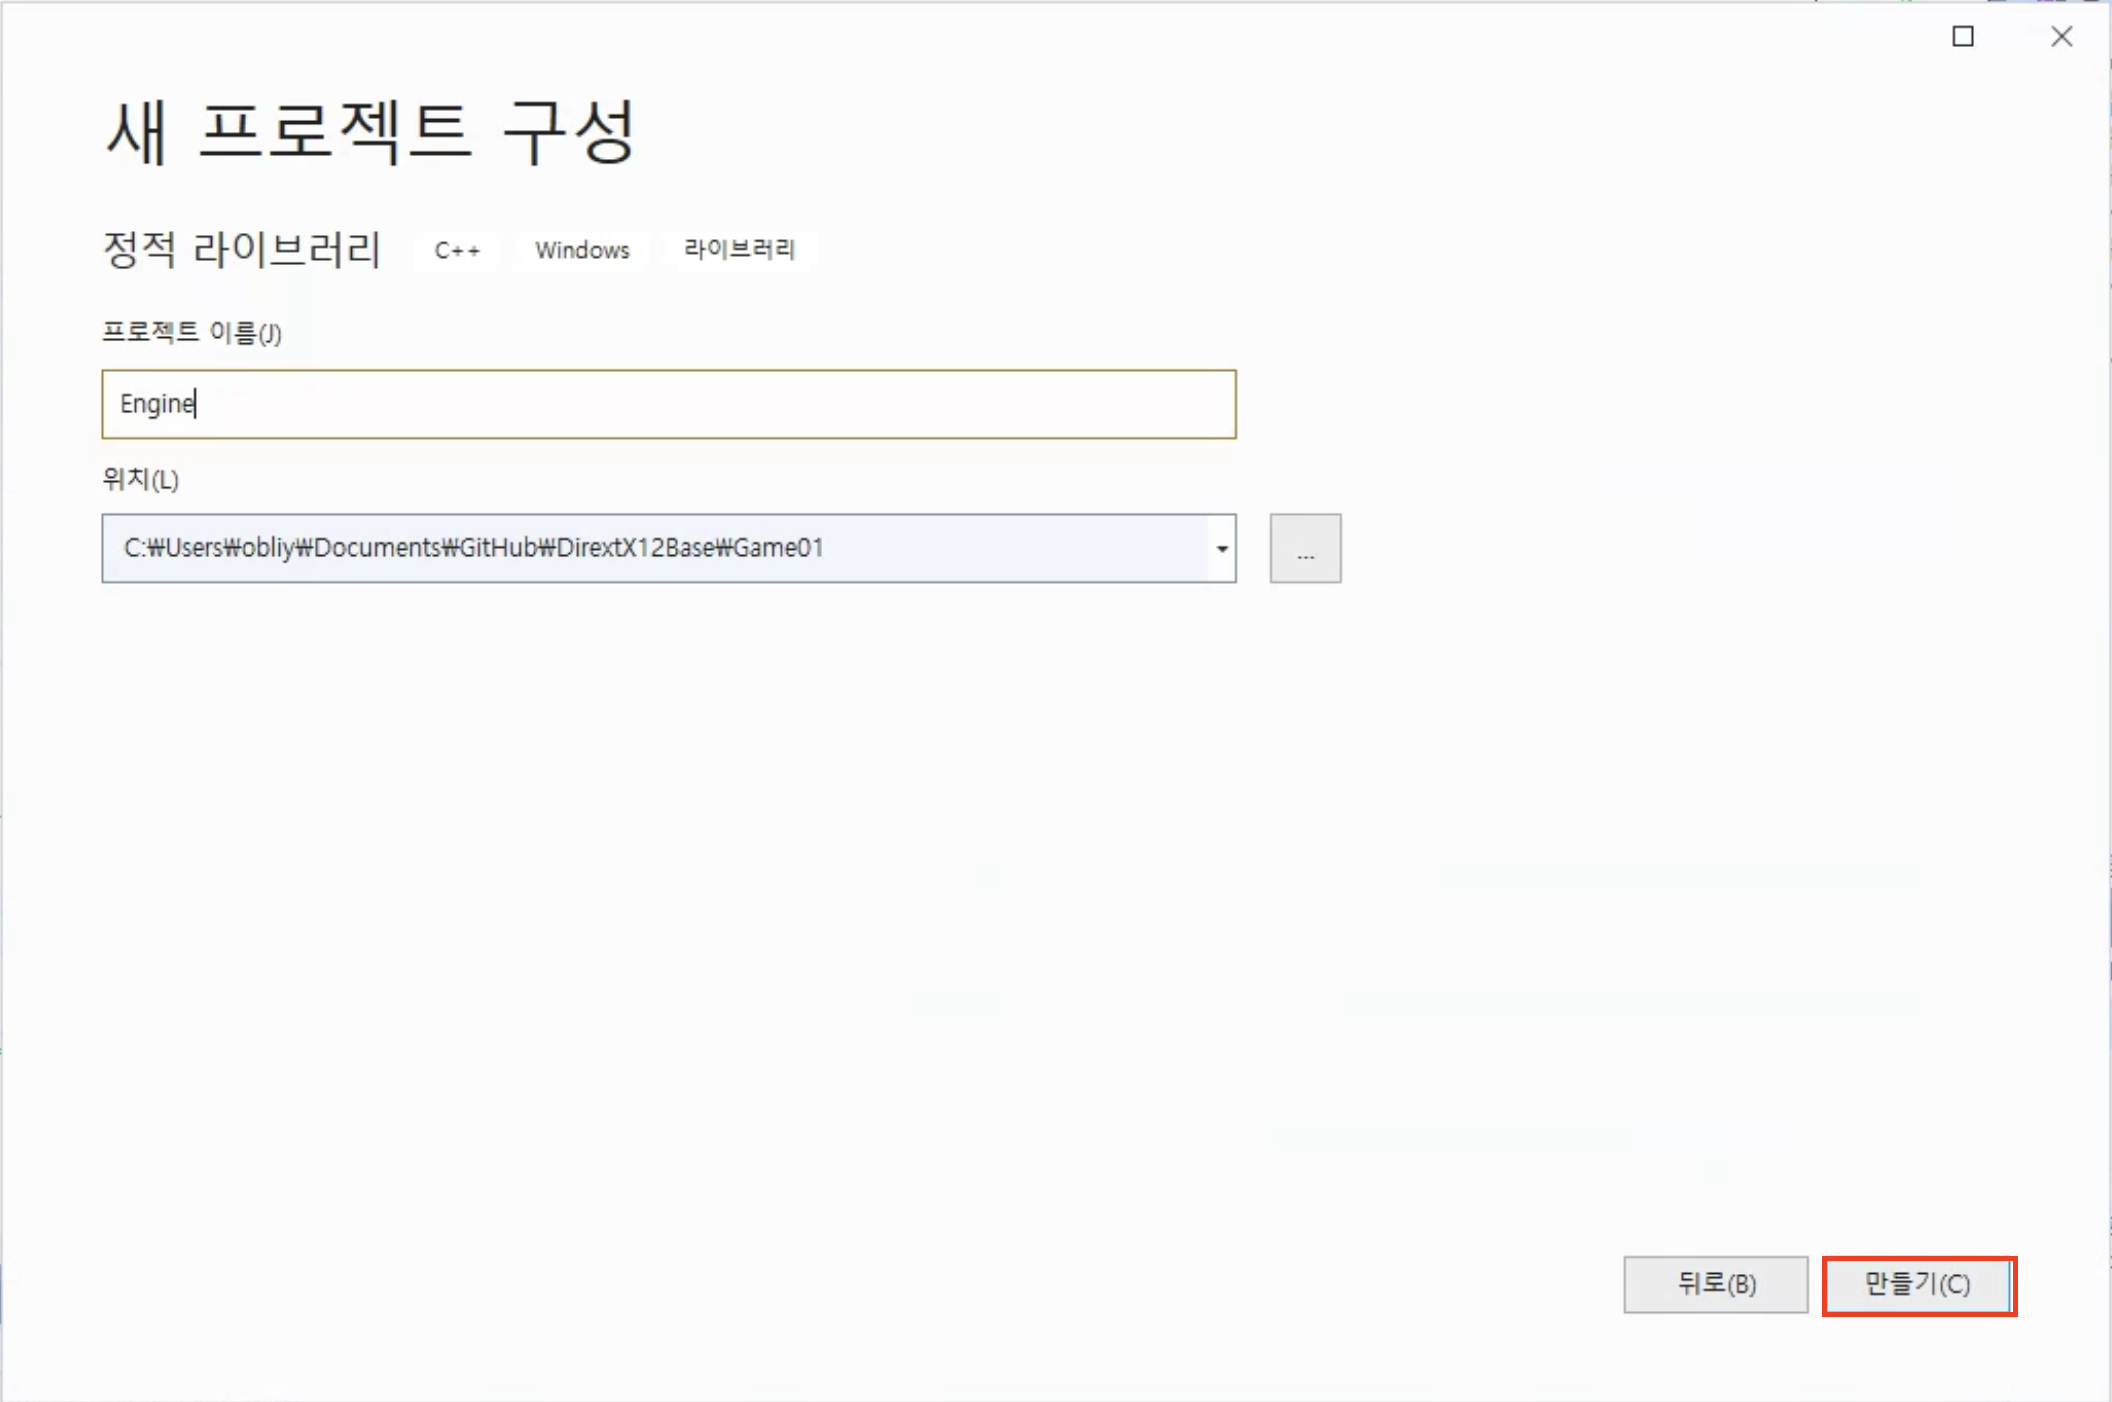 새 프로젝트 구성
정적 라이브러리 C++ Windows 라이브러리
프로젝트 이름(J)
Engine
위치(L)
C:₩Users₩obliy₩Documents₩GitHub₩DirextX12Base₩Game01 ...
뒤로(B) 만들기(C)